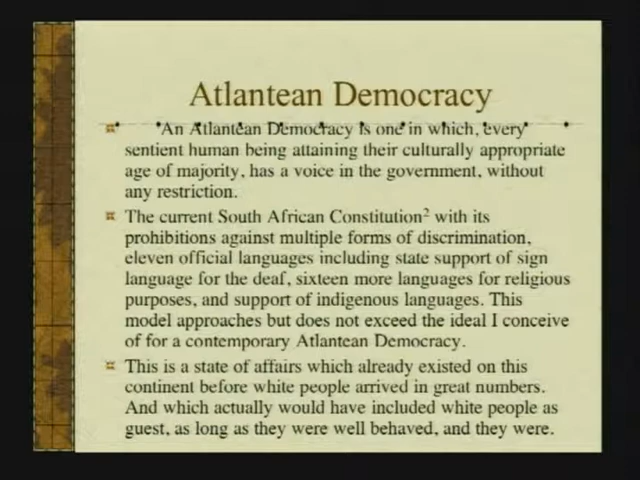 Atlantean Democracy
An Atlantean Democracy is one in which, every
sentient human being attaining their culturally appropriate
age of majority, has a voice in the government, without
any restriction.
The current South African Constitution² with its
prohibitions against multiple forms of discrimination,
eleven official languages including state support of sign
language for the deaf, sixteen more languages for religious
purposes, and support of indigenous languages. This
model approaches but does not exceed the ideal I conceive
of for a contemporary Atlantean Democracy.
This is a state of affairs which already existed on this
continent before white people arrived in great numbers.
And which actually would have included white people as
guest, as long as they were well behaved, and they were.